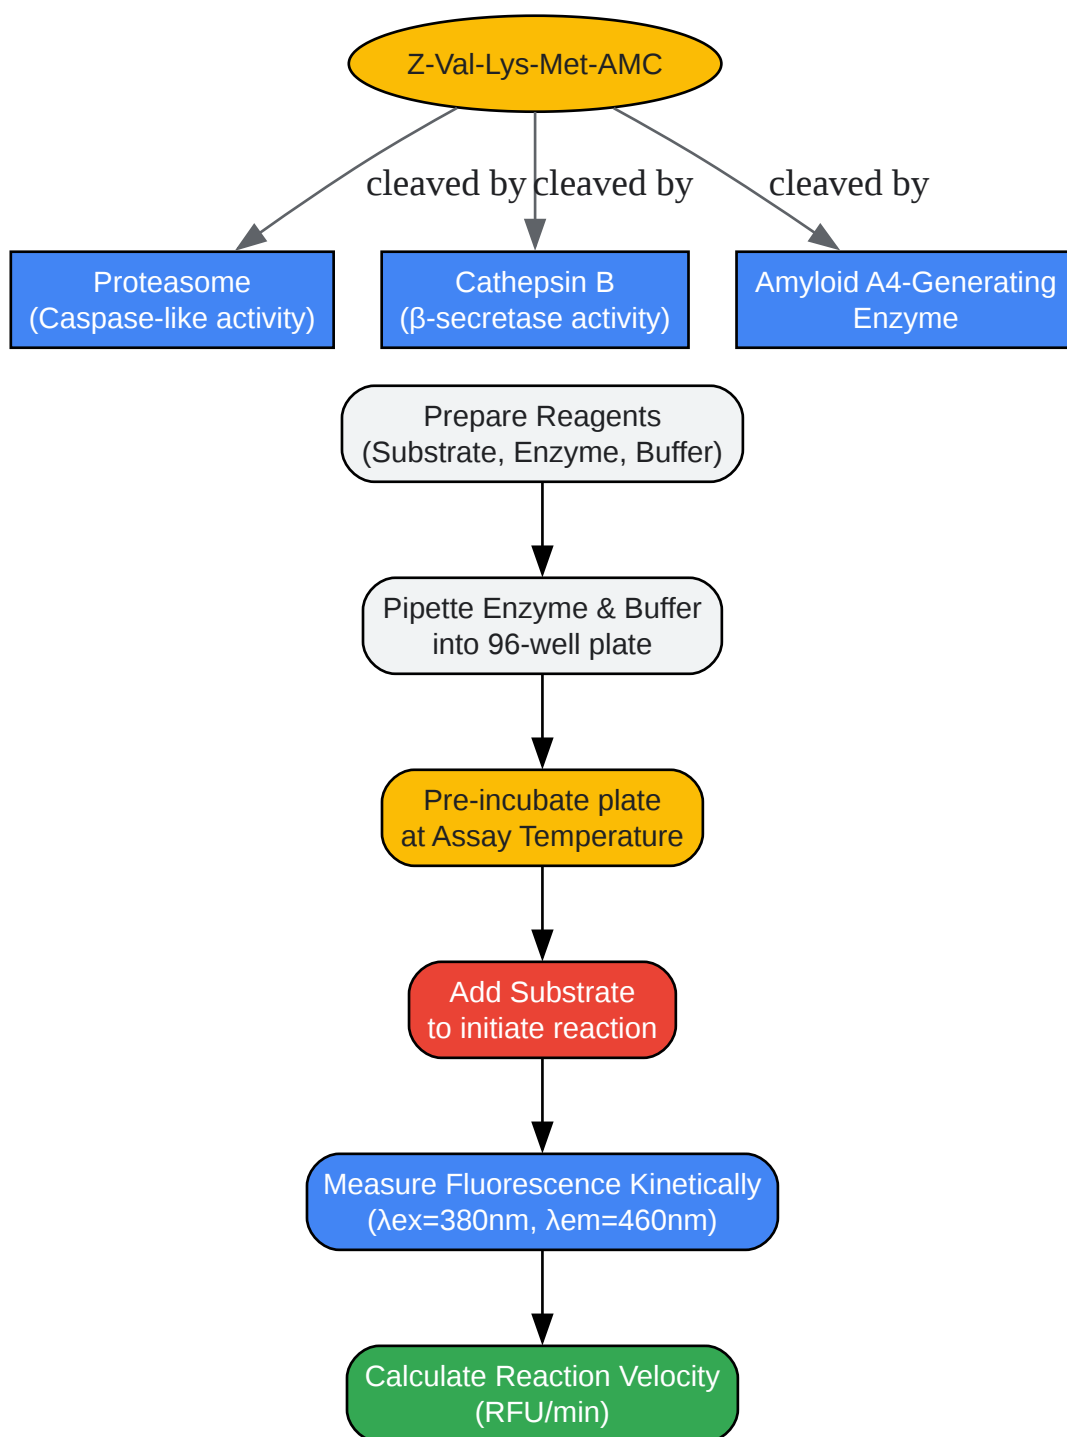 Z-Val-Lys-Met-AMC
cleaved by
cleaved by
cleaved by
Proteasome
(Caspase-like activity)
Cathepsin B
(β-secretase activity)
Amyloid A4-Generating
Enzyme
Prepare Reagents
(Substrate, Enzyme, Buffer)
Pipette Enzyme & Buffer
into 96-well plate
Pre-incubate plate
at Assay Temperature
Add Substrate
to initiate reaction
Measure Fluorescence Kinetically
(λex=380nm, λem=460nm)
Calculate Reaction Velocity
(RFU/min)